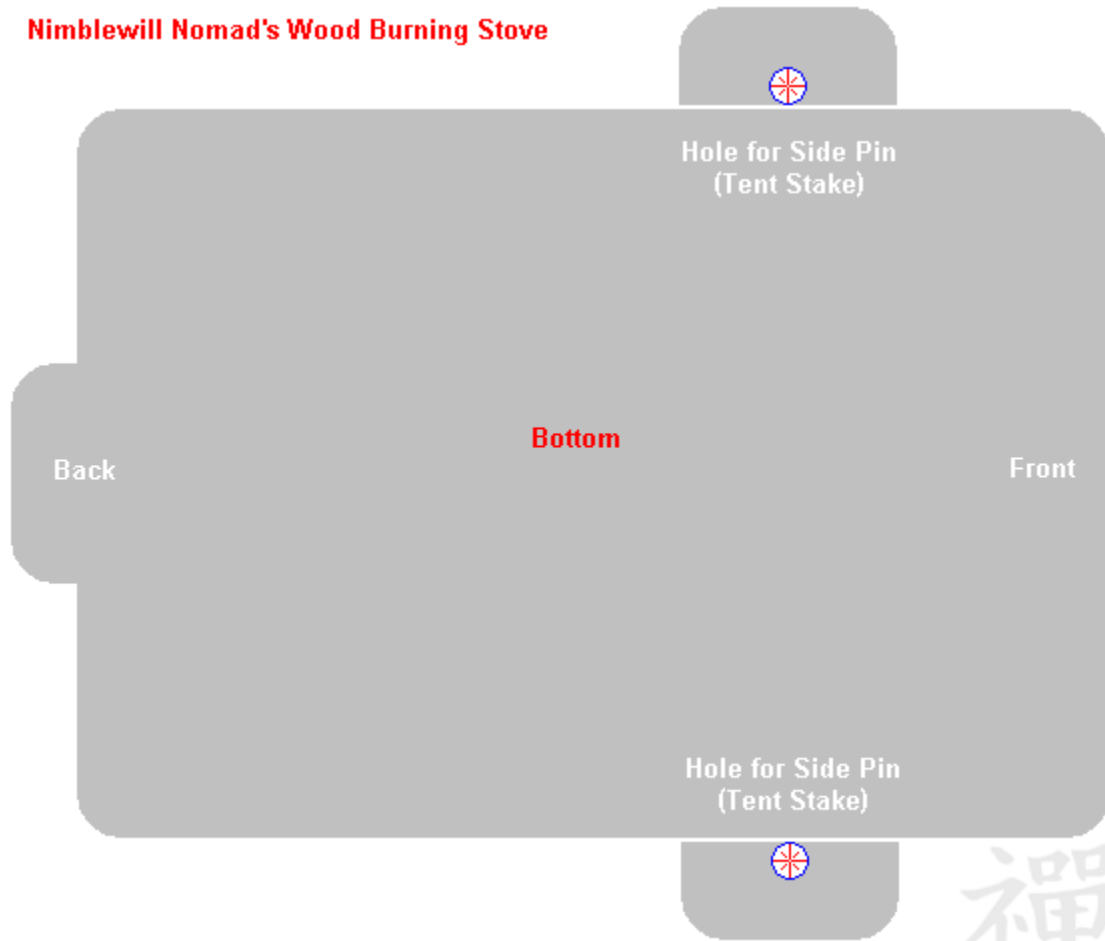 Nimblewill Nomad's Wood Burning Stove
Hole for Side Pin
(Tent Stake)
Bottom
Back
Front
Hole for Side Pin
(Tent Stake)
禪